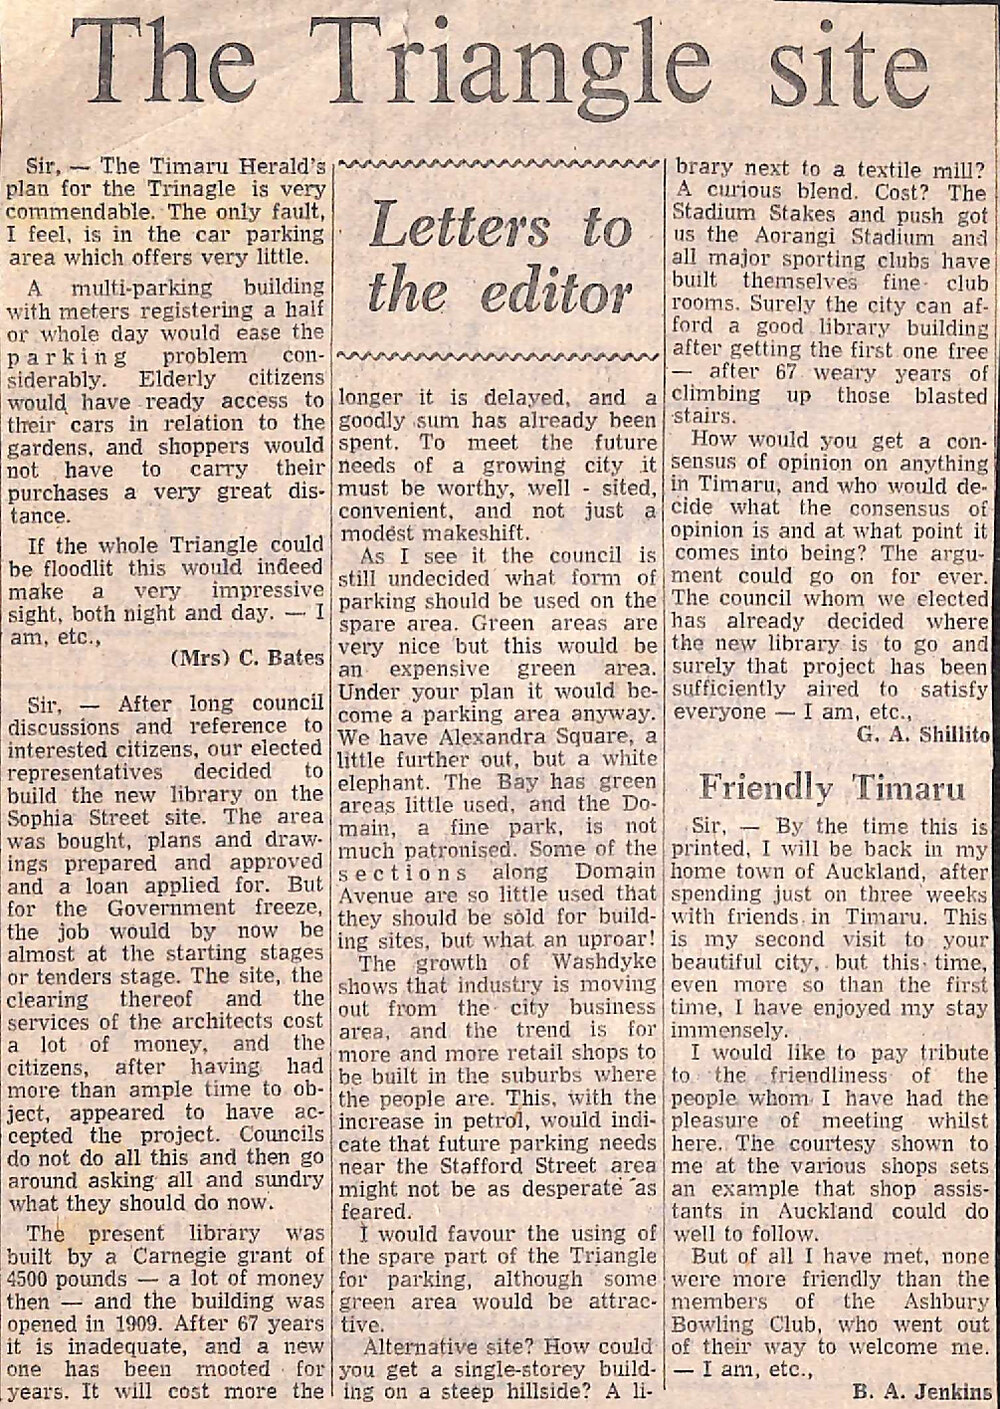 The Triangle site
Sir, — The Timaru Herald's
plan for the Trinagle is very
commendable. The only fault,
I feel, is in the car parking
area which offers very little.
A multi-parking building
with meters registering a half
or whole day would ease the
parking problem con-
siderably. Elderly citizens
would have ready access to
their cars in relation to the
gardens, and shoppers would
not have to carry their
purchases a very great dis-
tance.
If the whole Triangle could
be floodlit this would indeed
make a very impressive
sight, both night and day. — I
am, etc.,
(Mrs) C. Bates
Sir, — After long council
discussions and reference to
interested citizens, our elected
representatives decided to
build the new library on the
Sophia Street site. The area
was bought, plans and draw-
ings prepared and approved
and a loan applied for. But
for the Government freeze,
the job would by now be
almost at the starting stages
or tenders stage. The site, the
clearing thereof and the
services of the architects cost
a lot of money, and the
citizens, after having had
more than ample time to ob-
ject, appeared to have ac-
cepted the project. Councils
do not do all this and then go
around asking all and sundry
what they should do now.
The present library was
built by a Carnegie grant of
4500 pounds — a lot of money
then — and the building was
opened in 1909. After 67 years
it is inadequate, and a new
one has been mooted for
years. It will cost more the
Letters to
the editor
longer it is delayed, and a
goodly sum has already been
spent. To meet the future
needs of a growing city it
must be worthy, well - sited,
convenient, and not just a
modest makeshift.
As I see it the council is
still undecided what form of
parking should be used on the
spare area. Green areas are
very nice but this would be
an expensive green area.
Under your plan it would be-
come a parking area anyway.
We have Alexandra Square, a
little further out, but a white
elephant. The Bay has green
areas little used, and the Do-
main, a fine park, is not
much patronised. Some of the
sections along Domain
Avenue are so little used that
they should be sold for build-
ing sites, but what an uproar!
The growth of Washdyke
shows that industry is moving
out from the city business
area, and the trend is for
more and more retail shops to
be built in the suburbs where
the people are. This, with the
increase in petrol, would indi-
cate that future parking needs
near the Stafford Street area
might not be as desperate as
feared.
I would favour the using of
the spare part of the Triangle
for parking, although some
green area would be attrac-
tive.
Alternative site? How could
you get a single-storey build-
ing on a steep hillside? A li-
brary next to a textile mill?
A curious blend. Cost? The
Stadium Stakes and push got
us the Aorangi Stadium and
all major sporting clubs have
built themselves fine club
rooms. Surely the city can af-
ford a good library building
after getting the first one free
— after 67 weary years of
climbing up those blasted
stairs.
How would you get a con-
sensus of opinion on anything
in Timaru, and who would de-
cide what the consensus of
opinion is and at what point it
comes into being? The argu-
ment could go on for ever.
The council whom we elected
has already decided where
the new library is to go and
surely that project has been
sufficiently aired to satisfy
everyone — I am, etc.,
G. A. Shillito
Friendly Timaru
Sir, — By the time this is
printed, I will be back in my
home town of Auckland, after
spending just on three weeks
with friends in Timaru. This
is my second visit to your
beautiful city, but this time,
even more so than the first
time, I have enjoyed my stay
immensely.
I would like to pay tribute
to the friendliness of the
people whom I have had the
pleasure of meeting whilst
here. The courtesy shown to
me at the various shops sets
an example that shop assis-
tants in Auckland could do
well to follow.
But of all I have met, none
were more friendly than the
members of the Ashbury
Bowling Club, who went out
of their way to welcome me.
— I am, etc.,
B. A. Jenkins